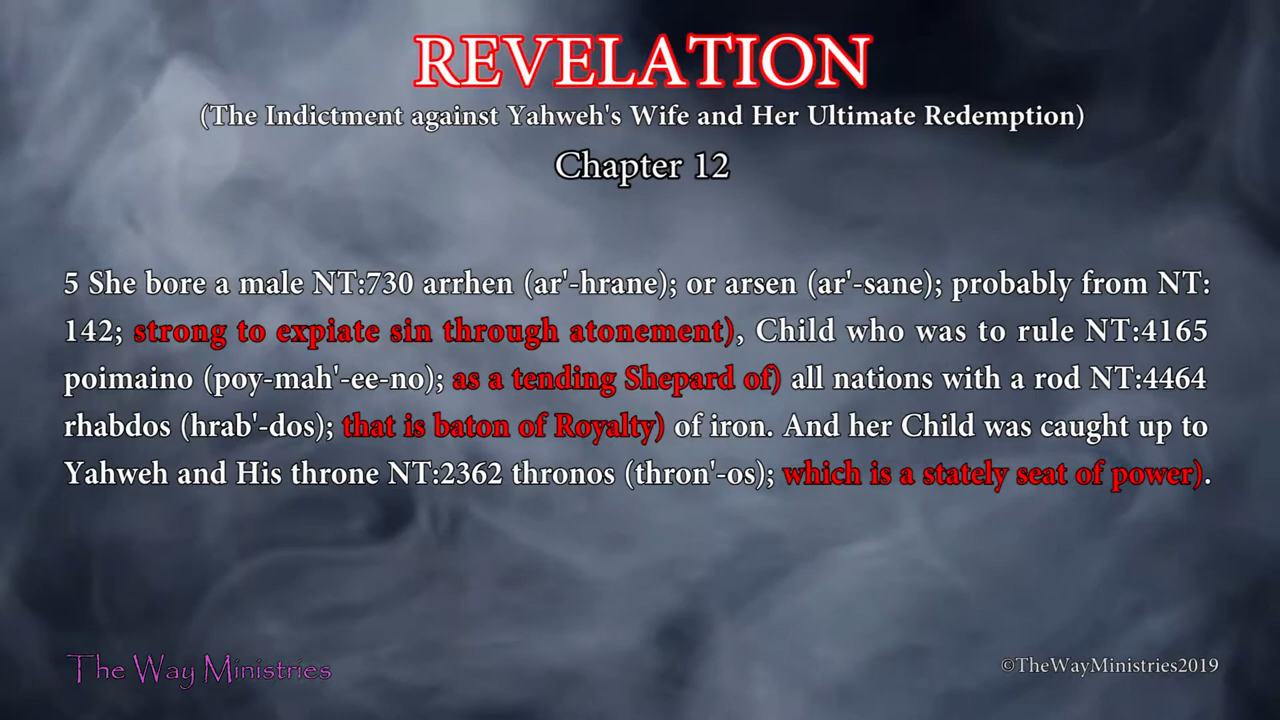 REVELATION
(The Indictment against Yahweh's Wife and Her Ultimate Redemption)
Chapter 12
5 She bore a male NT:730 arrhen (ar'-hrane); or arsen (ar'-sane); probably from NT:
142; strong to expiate sin through atonement), Child who was to rule NT:4165
poimaino (poy-mah'-ee-no); as a tending Shepard of) all nations with a rod NT:4464
rhabdos (hrab'-dos); that is baton of Royalty) of iron. And her Child was caught up to
Yahweh and His throne NT:2362 thronos (thron'-os); which is a stately seat of power).
The Way Ministries
©TheWayMinistries2019